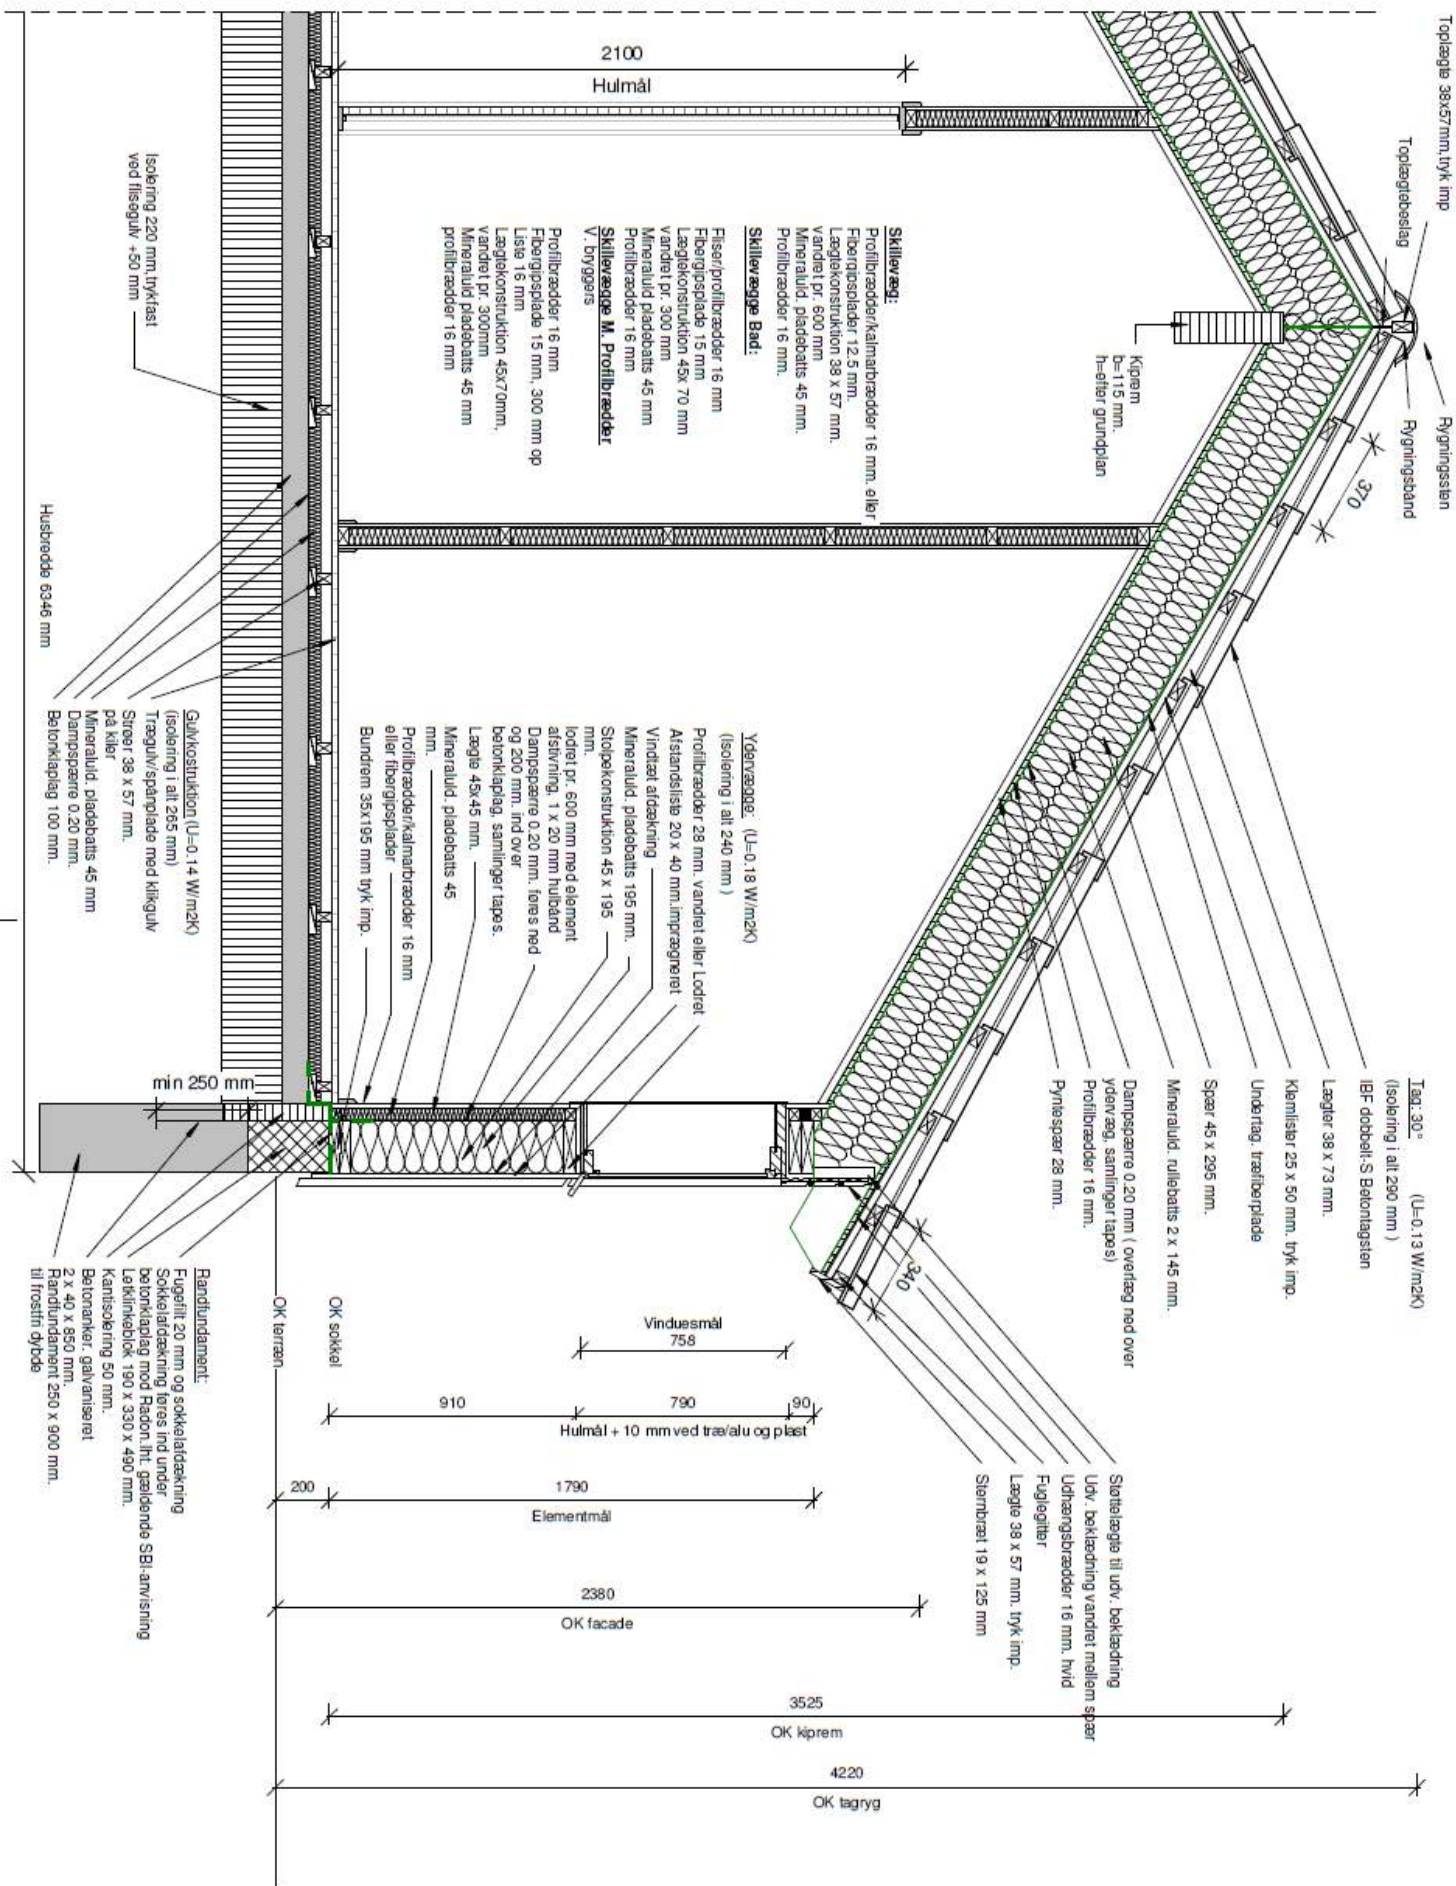 Toplægte 38x57mm,tryk imp
Toplægtebeslag
Rygningssten
Rygningsbånd
370
Tag: 30° (U=0.13 W/m2K)
(Isolering i alt 290 mm )
IBF dobbelt-S Betontagsten
Lægter 38 x 73 mm.
Klemlister 25 x 50 mm. tryk imp.
Undertag. træfiberplade
Spær 45 x 295 mm.
Mineraluld. rullebatts 2 x 145 mm.
Dampspærre 0.20 mm ( overlæg ned over
ydervæg, samlinger tapes)
Profilbrædder 16 mm.
Pyntespær 28 mm.
340
Støttelægte til udv. beklædning
Udv. beklædning vandret mellem spær
Udhængsbrædder 16 mm. hvid
Fuglegitter
Lægte 38 x 57 mm. tryk imp.
Sternbræt 19 x 125 mm
Kiprem
b=115 mm.
h=efter grundplan
2100
Hulmål
Skillevæg:
Profilbrædder/kalmarbrædder 16 mm. eller
Fibergipsplader 12.5 mm.
Lægtekonstruktion 38 x 57 mm.
vandret pr. 600 mm
Mineraluld. pladebatts 45 mm.
Profilbrædder 16 mm.
Skillevægge Bad:
Fliser/profilbrædder 16 mm
Fibergipsplade 15 mm
Lægtekonstruktion 45x 70 mm
vandret pr. 300 mm
Mineraluld pladebatts 45 mm
Profilbrædder 16 mm
Skillevægge M. Profilbrædder
V. bryggers
Profilbrædder 16 mm
Fibergipsplade 15 mm, 300 mm op
Liste 16 mm
Lægtekonstruktion 45x70mm,
vandret pr. 300mm
Mineraluld pladebatts 45 mm
profilbrædder 16 mm
Ydervægge: (U=0.18 W/m2K)
(Isolering i alt 240 mm )
Profilbrædder 28 mm. vandret eller Lodret
Afstandsliste 20 x 40 mm.imprægneret
Vindtæt afdækning
Mineraluld. pladebatts 195 mm.
Stolpekonstruktion 45 x 195
mm.
lodret pr. 600 mm med element
afstivning. 1 x 20 mm hulbånd
Dampspærre 0.20 mm. føres ned
og 200 mm. ind over
betonklaplag, samlinger tapes.
Lægte 45x45 mm.
Mineraluld. pladebatts 45
mm.
Profilbrædder/kalmarbrædder 16 mm
eller fibergipsplader
Bundrem 35x195 mm tryk imp.
Isolering 220 mm,trykfast
ved flisegulv +50 mm
Gulvkostruktion (U=0.14 W/m2K)
(isolering i alt 265 mm)
Trægulv/spånplade med klikgulv
Strøer 38 x 57 mm.
på kiler
Mineraluld. pladebatts 45 mm
Dampspærre 0.20 mm.
Betonklaplag 100 mm.
Husbredde 6346 mm
min 250 mm
Vinduesmål
758
910
790
90
Hulmål + 10 mm ved træ/alu og plast
200
1790
Elementmål
2380
OK facade
3525
OK kiprem
4220
OK tagryg
OK sokkel
OK terræn
Randfundament:
Fugefilt 20 mm og sokkelafdækning
Sokkelafdækning føres ind under
betonklaplag mod Radon.Iht. gældende SBI-anvisning
Letklinkeblok 190 x 330 x 490 mm.
Kantisolering 50 mm.
Betonanker. galvaniseret
2 x 40 x 850 mm.
Randfundament 250 x 900 mm.
til frostfri dybde